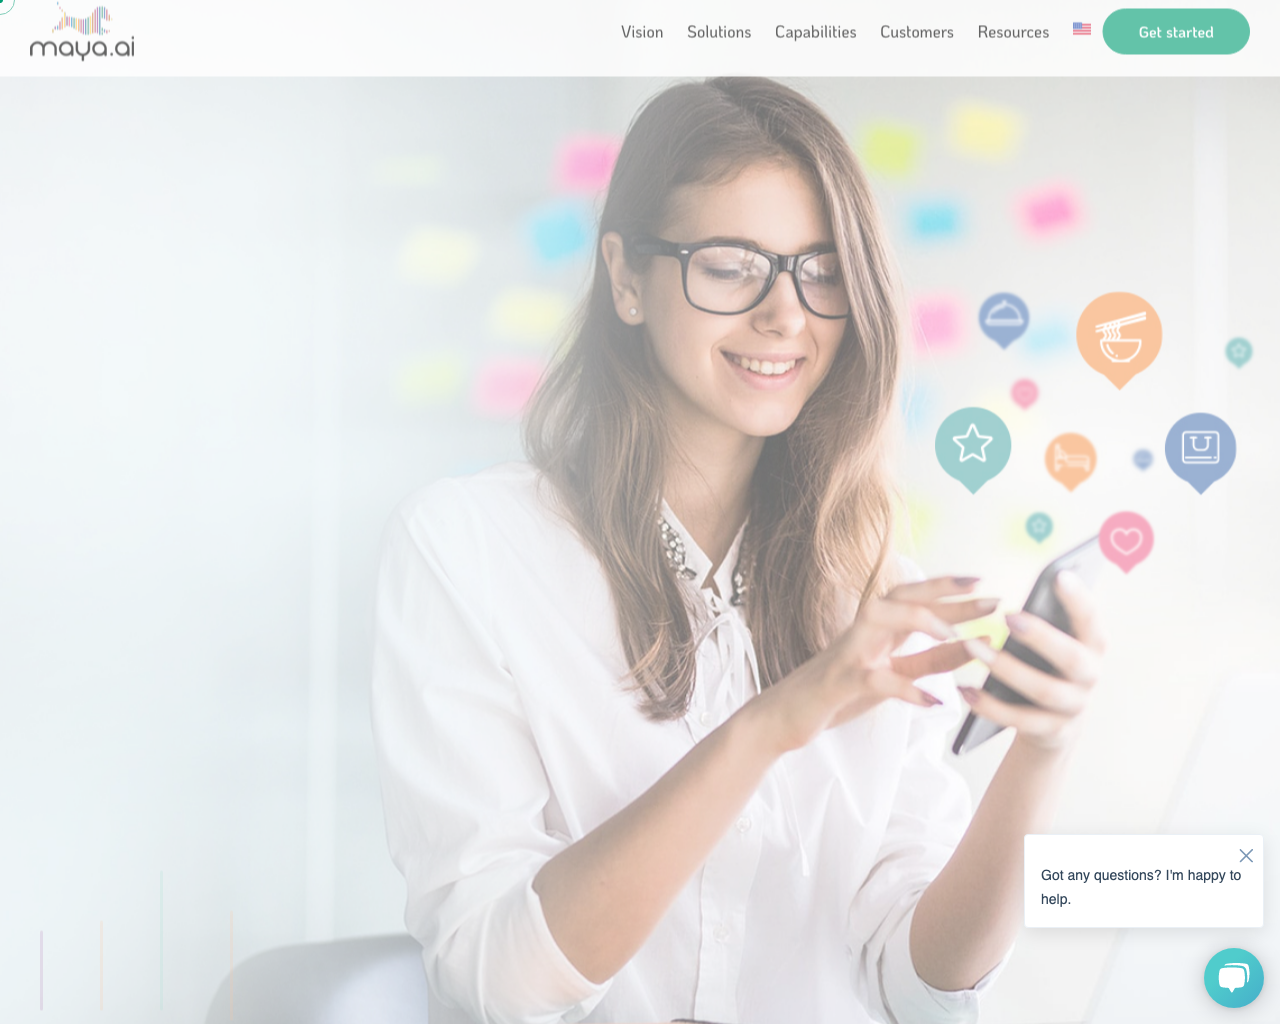 maya.ai
Vision
Solutions
Capabilities
Customers
Resources
Get started
Got any questions? I'm happy to
help.